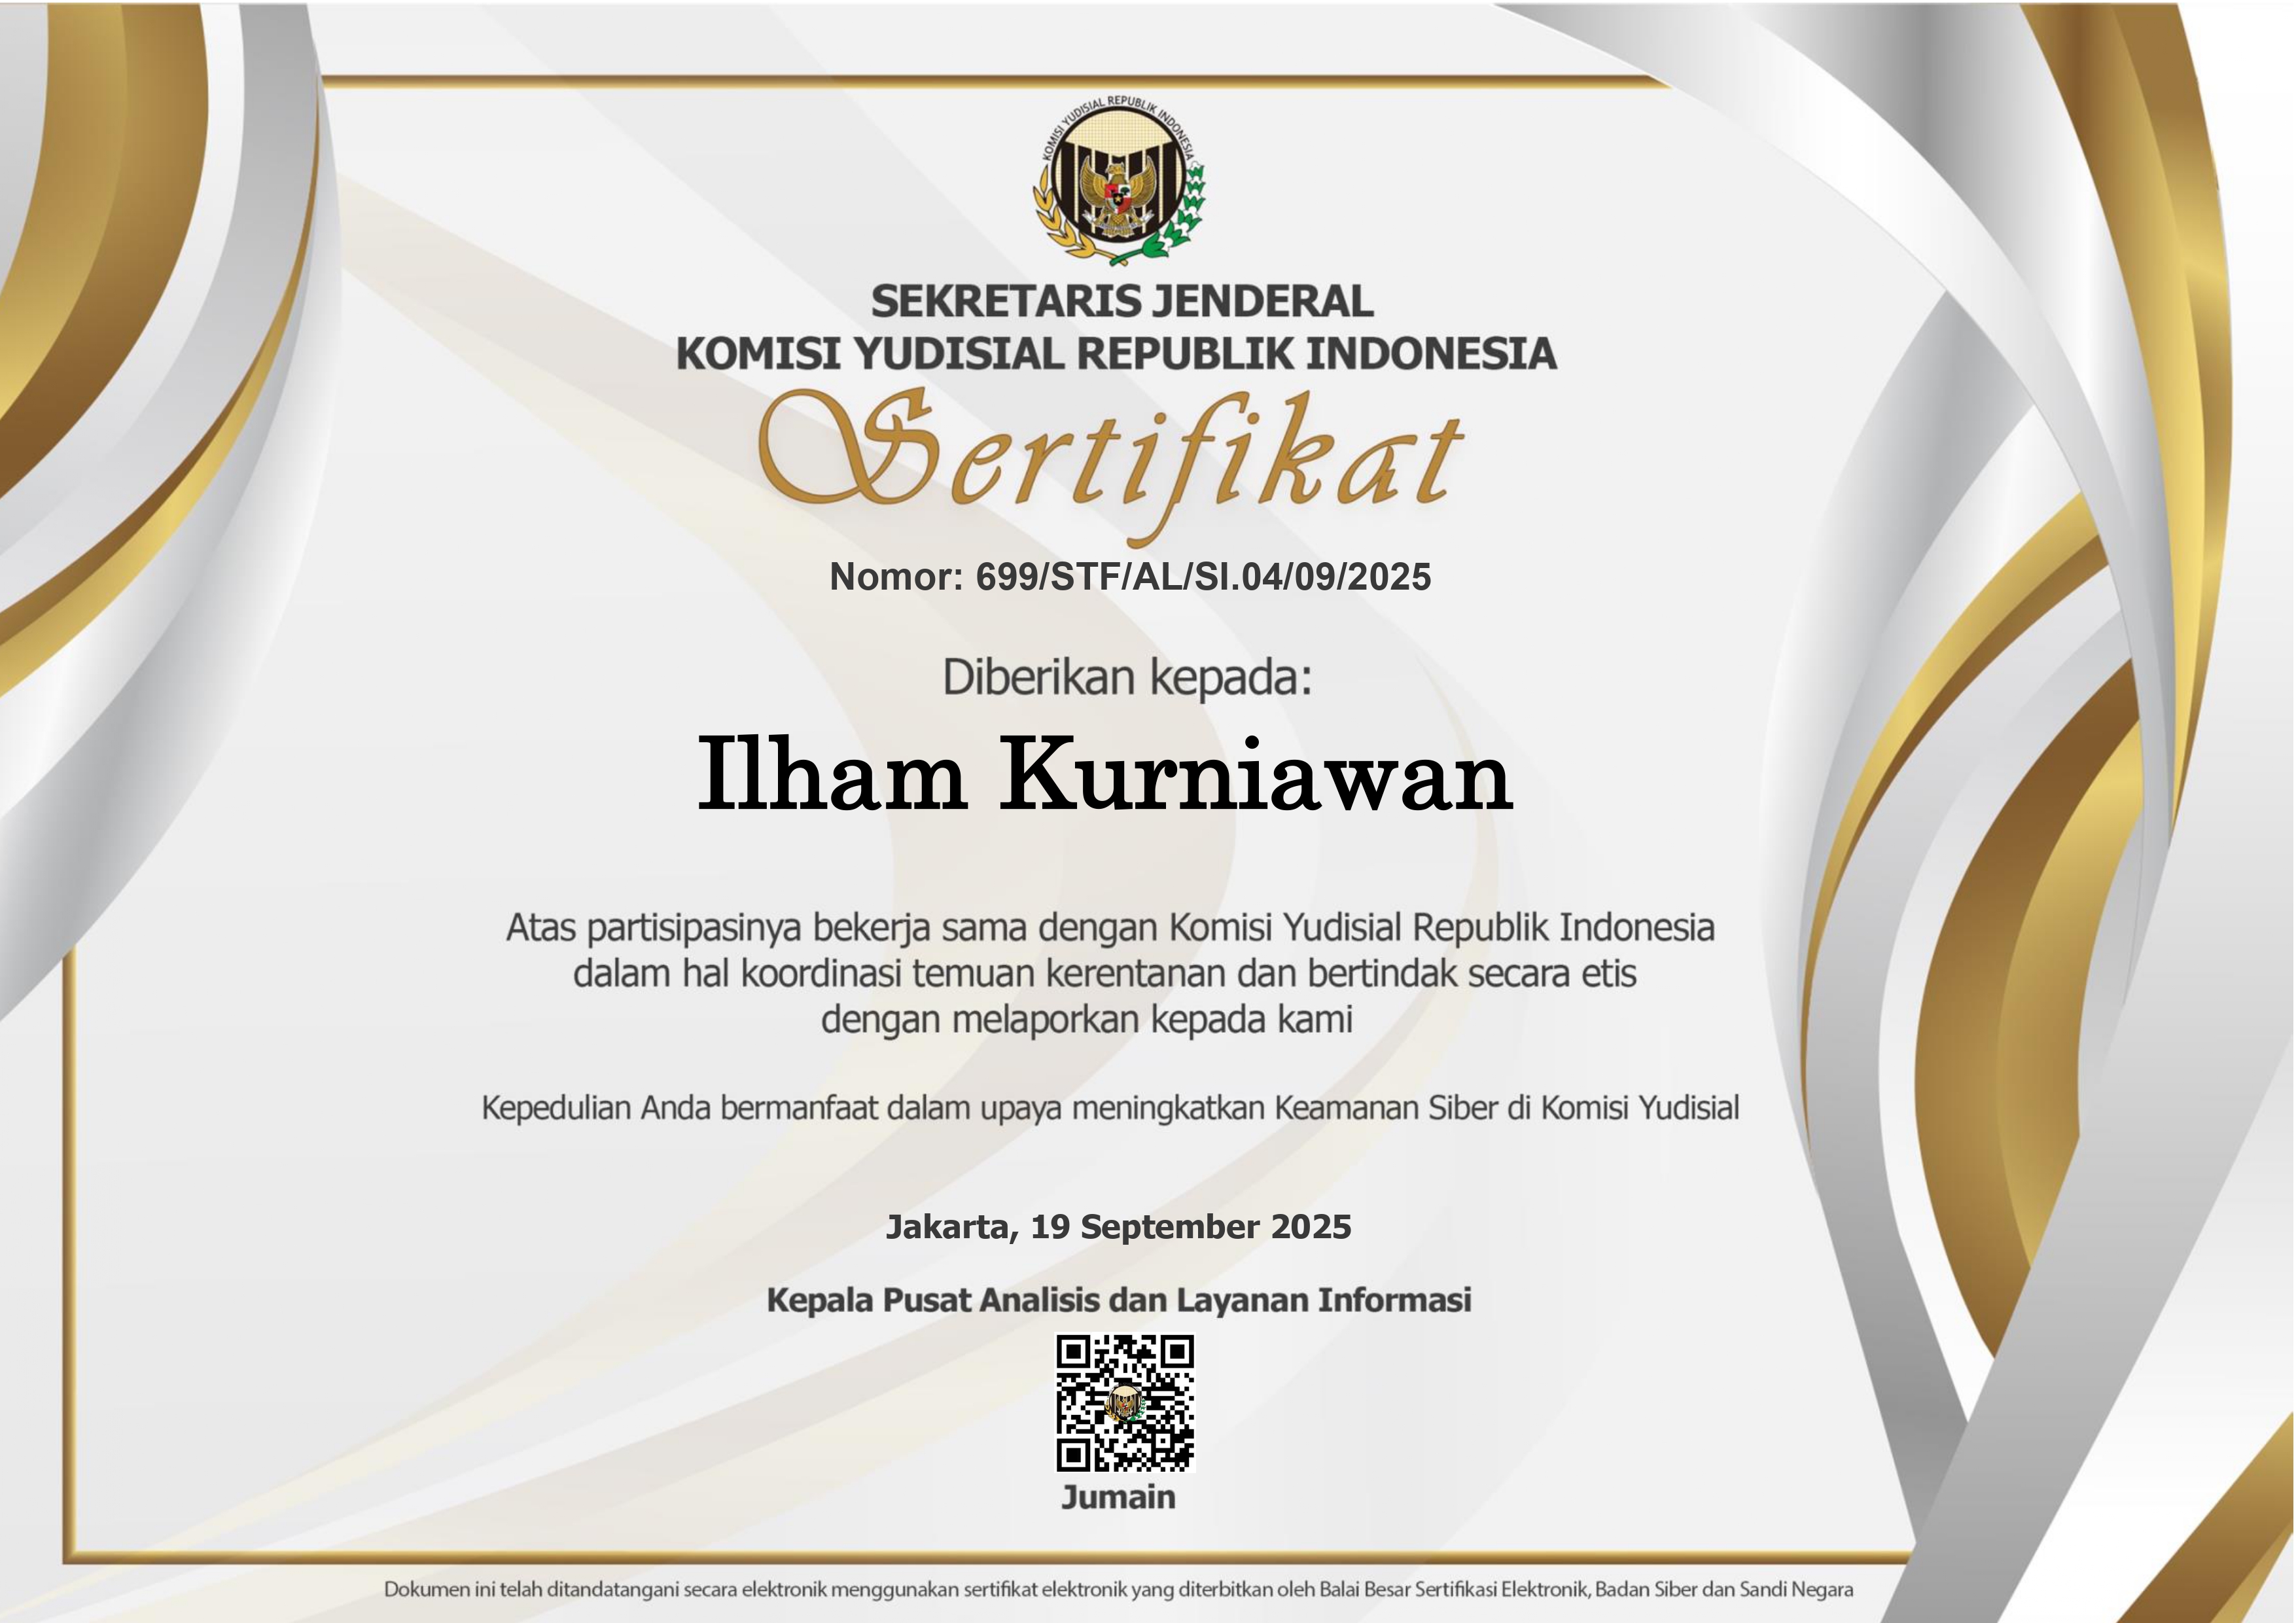 KOMISI YUDISIAL REPUBLIK INDONESIA
SEKRETARIS JENDERAL
KOMISI YUDISIAL REPUBLIK INDONESIA
Sertifikat
Nomor: 699/STF/AL/SI.04/09/2025
Diberikan kepada:
Ilham Kurniawan
Atas partisipasinya bekerja sama dengan Komisi Yudisial Republik Indonesia
dalam hal koordinasi temuan kerentanan dan bertindak secara etis
dengan melaporkan kepada kami
Kepedulian Anda bermanfaat dalam upaya meningkatkan Keamanan Siber di Komisi Yudisial
Jakarta, 19 September 2025
Kepala Pusat Analisis dan Layanan Informasi
Jumain
Dokumen ini telah ditandatangani secara elektronik menggunakan sertifikat elektronik yang diterbitkan oleh Balai Besar Sertifikasi Elektronik, Badan Siber dan Sandi Negara